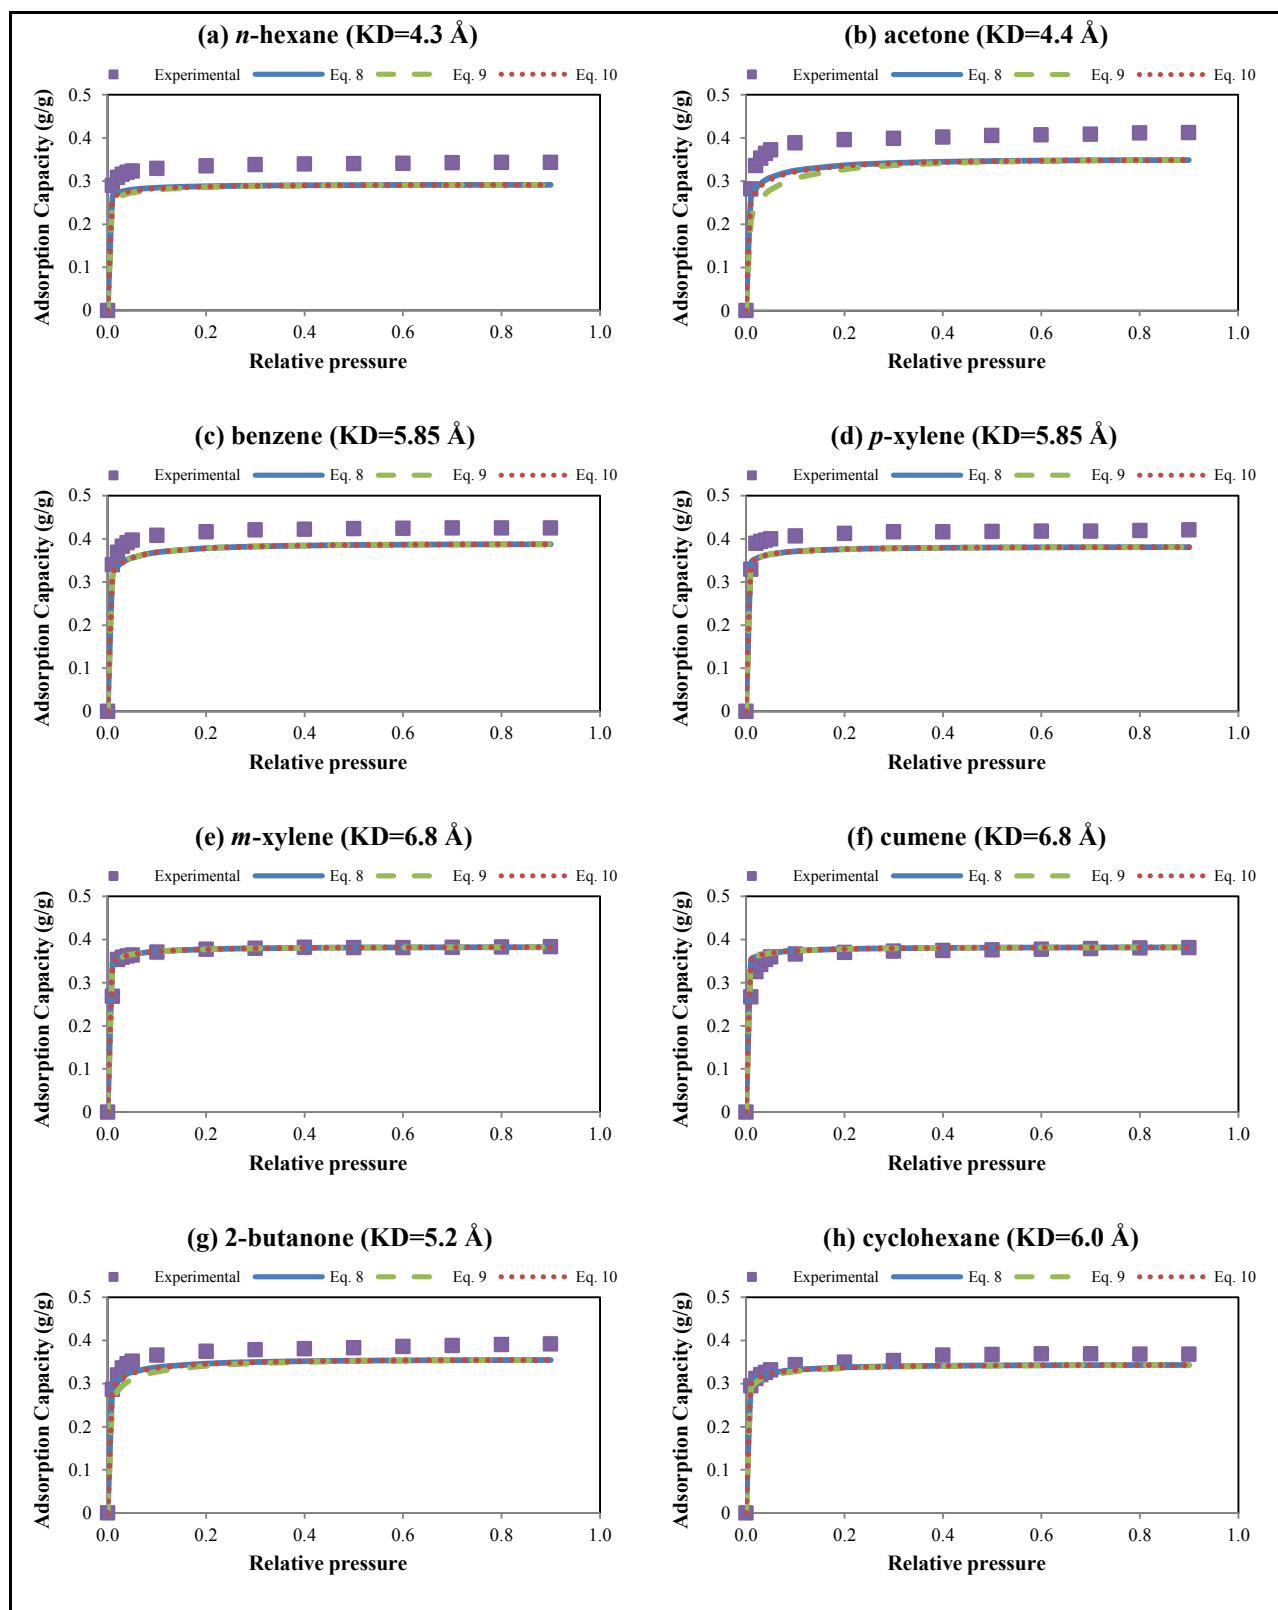 (a) n-hexane (KD=4.3 Å)
Experimental Eq. 8 Eq. 9 Eq. 10
Adsorption Capacity (g/g)
0.5
0.4
0.3
0.2
0.1
0
0.0 0.2 0.4 0.6 0.8 1.0
Relative pressure
(b) acetone (KD=4.4 Å)
Experimental Eq. 8 Eq. 9 Eq. 10
Adsorption Capacity (g/g)
0.5
0.4
0.3
0.2
0.1
0
0.0 0.2 0.4 0.6 0.8 1.0
Relative pressure
(c) benzene (KD=5.85 Å)
Experimental Eq. 8 Eq. 9 Eq. 10
Adsorption Capacity (g/g)
0.5
0.4
0.3
0.2
0.1
0
0.0 0.2 0.4 0.6 0.8 1.0
Relative pressure
(d) p-xylene (KD=5.85 Å)
Experimental Eq. 8 Eq. 9 Eq. 10
Adsorption Capacity (g/g)
0.5
0.4
0.3
0.2
0.1
0
0.0 0.2 0.4 0.6 0.8 1.0
Relative pressure
(e) m-xylene (KD=6.8 Å)
Experimental Eq. 8 Eq. 9 Eq. 10
Adsorption Capacity (g/g)
0.5
0.4
0.3
0.2
0.1
0
0.0 0.2 0.4 0.6 0.8 1.0
Relative pressure
(f) cumene (KD=6.8 Å)
Experimental Eq. 8 Eq. 9 Eq. 10
Adsorption Capacity (g/g)
0.5
0.4
0.3
0.2
0.1
0
0.0 0.2 0.4 0.6 0.8 1.0
Relative pressure
(g) 2-butanone (KD=5.2 Å)
Experimental Eq. 8 Eq. 9 Eq. 10
Adsorption Capacity (g/g)
0.5
0.4
0.3
0.2
0.1
0
0.0 0.2 0.4 0.6 0.8 1.0
Relative pressure
(h) cyclohexane (KD=6.0 Å)
Experimental Eq. 8 Eq. 9 Eq. 10
Adsorption Capacity (g/g)
0.5
0.4
0.3
0.2
0.1
0
0.0 0.2 0.4 0.6 0.8 1.0
Relative pressure